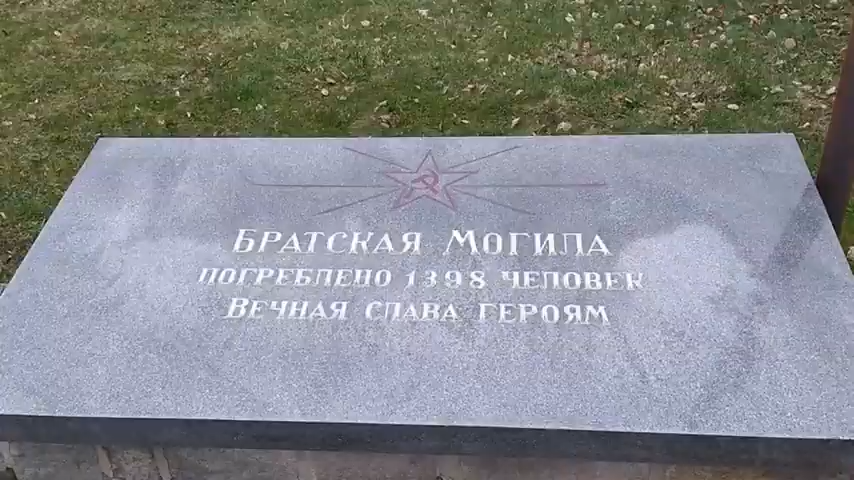 Братская Могила
погребено 1398 человек
Вечная слава героям